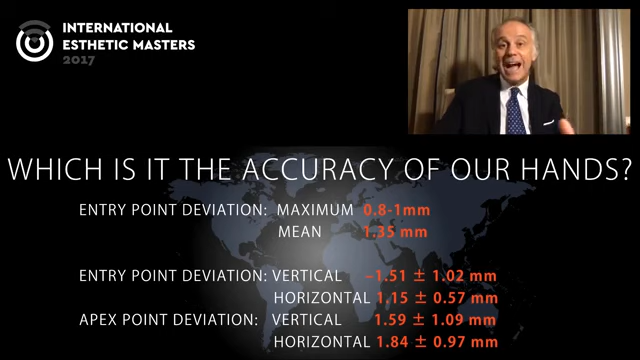 INTERNATIONAL
ESTHETIC MASTERS
2017
WHICH IS IT THE ACCURACY OF OUR HANDS?
ENTRY POINT DEVIATION: MAXIMUM 0.8-1mm
MEAN 1.35 mm
ENTRY POINT DEVIATION: VERTICAL –1.51 ± 1.02 mm
HORIZONTAL 1.15 ± 0.57 mm
APEX POINT DEVIATION: VERTICAL 1.59 ± 1.09 mm
HORIZONTAL 1.84 ± 0.97 mm